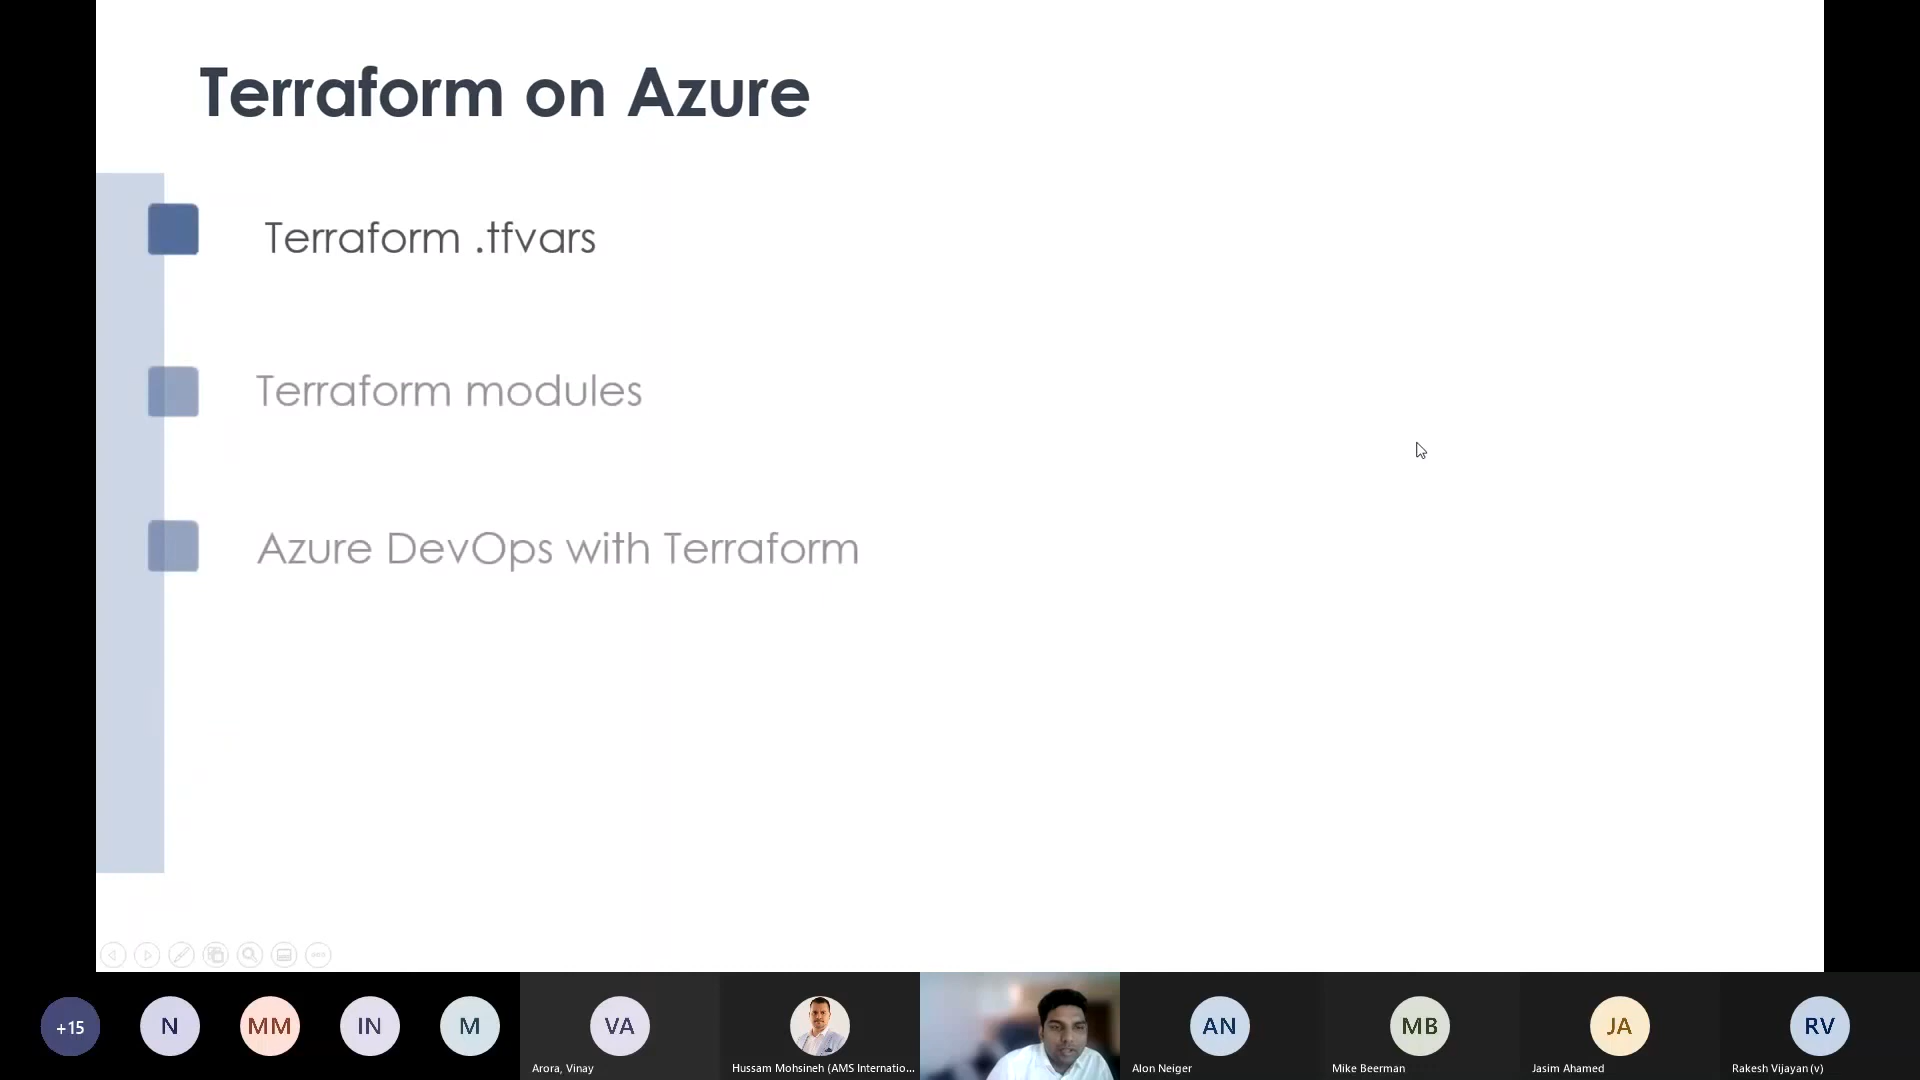 Terraform on Azure
Terraform .tfvars
Terraform modules
Azure DevOps with Terraform
+15
N
MM
IN
M
VA
AN
MB
JA
RV
Arora, Vinay
Hussam Mohsineh (AMS Internatio...
Alon Neiger
Mike Beerman
Jasim Ahamed
Rakesh Vijayan (v)